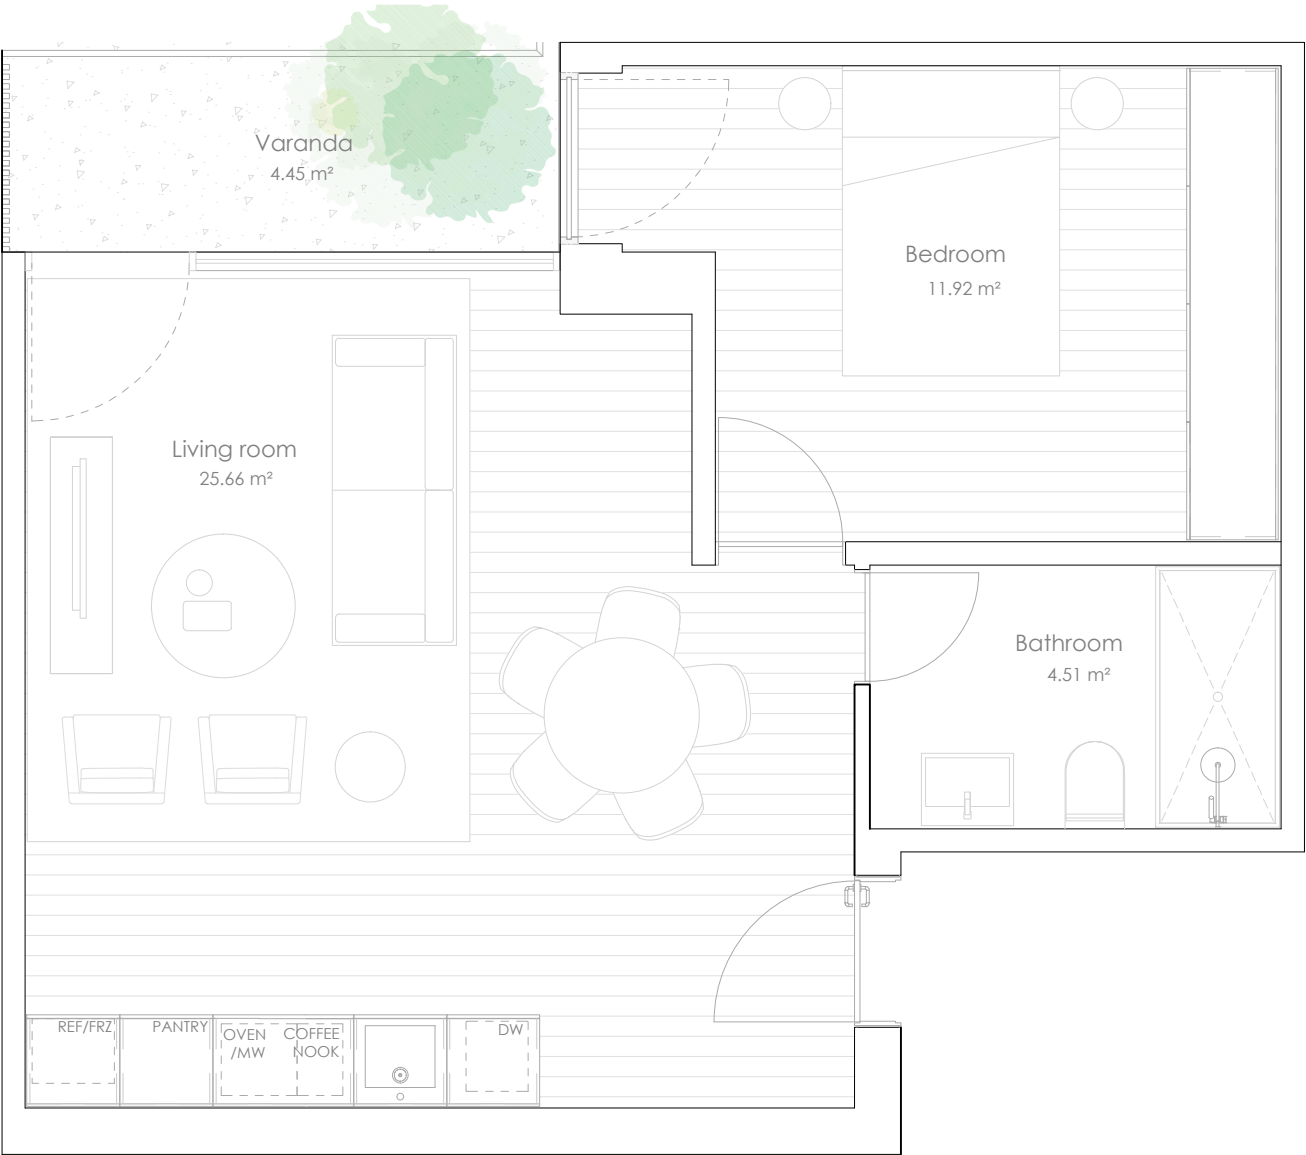 Varanda
4.45 m²
Bedroom
11.92 m²
Living room
25.66 m²
Bathroom
4.51 m²
REF/FRZ
PANTRY
OVEN
/MW
COFFEE
NOOK
DW